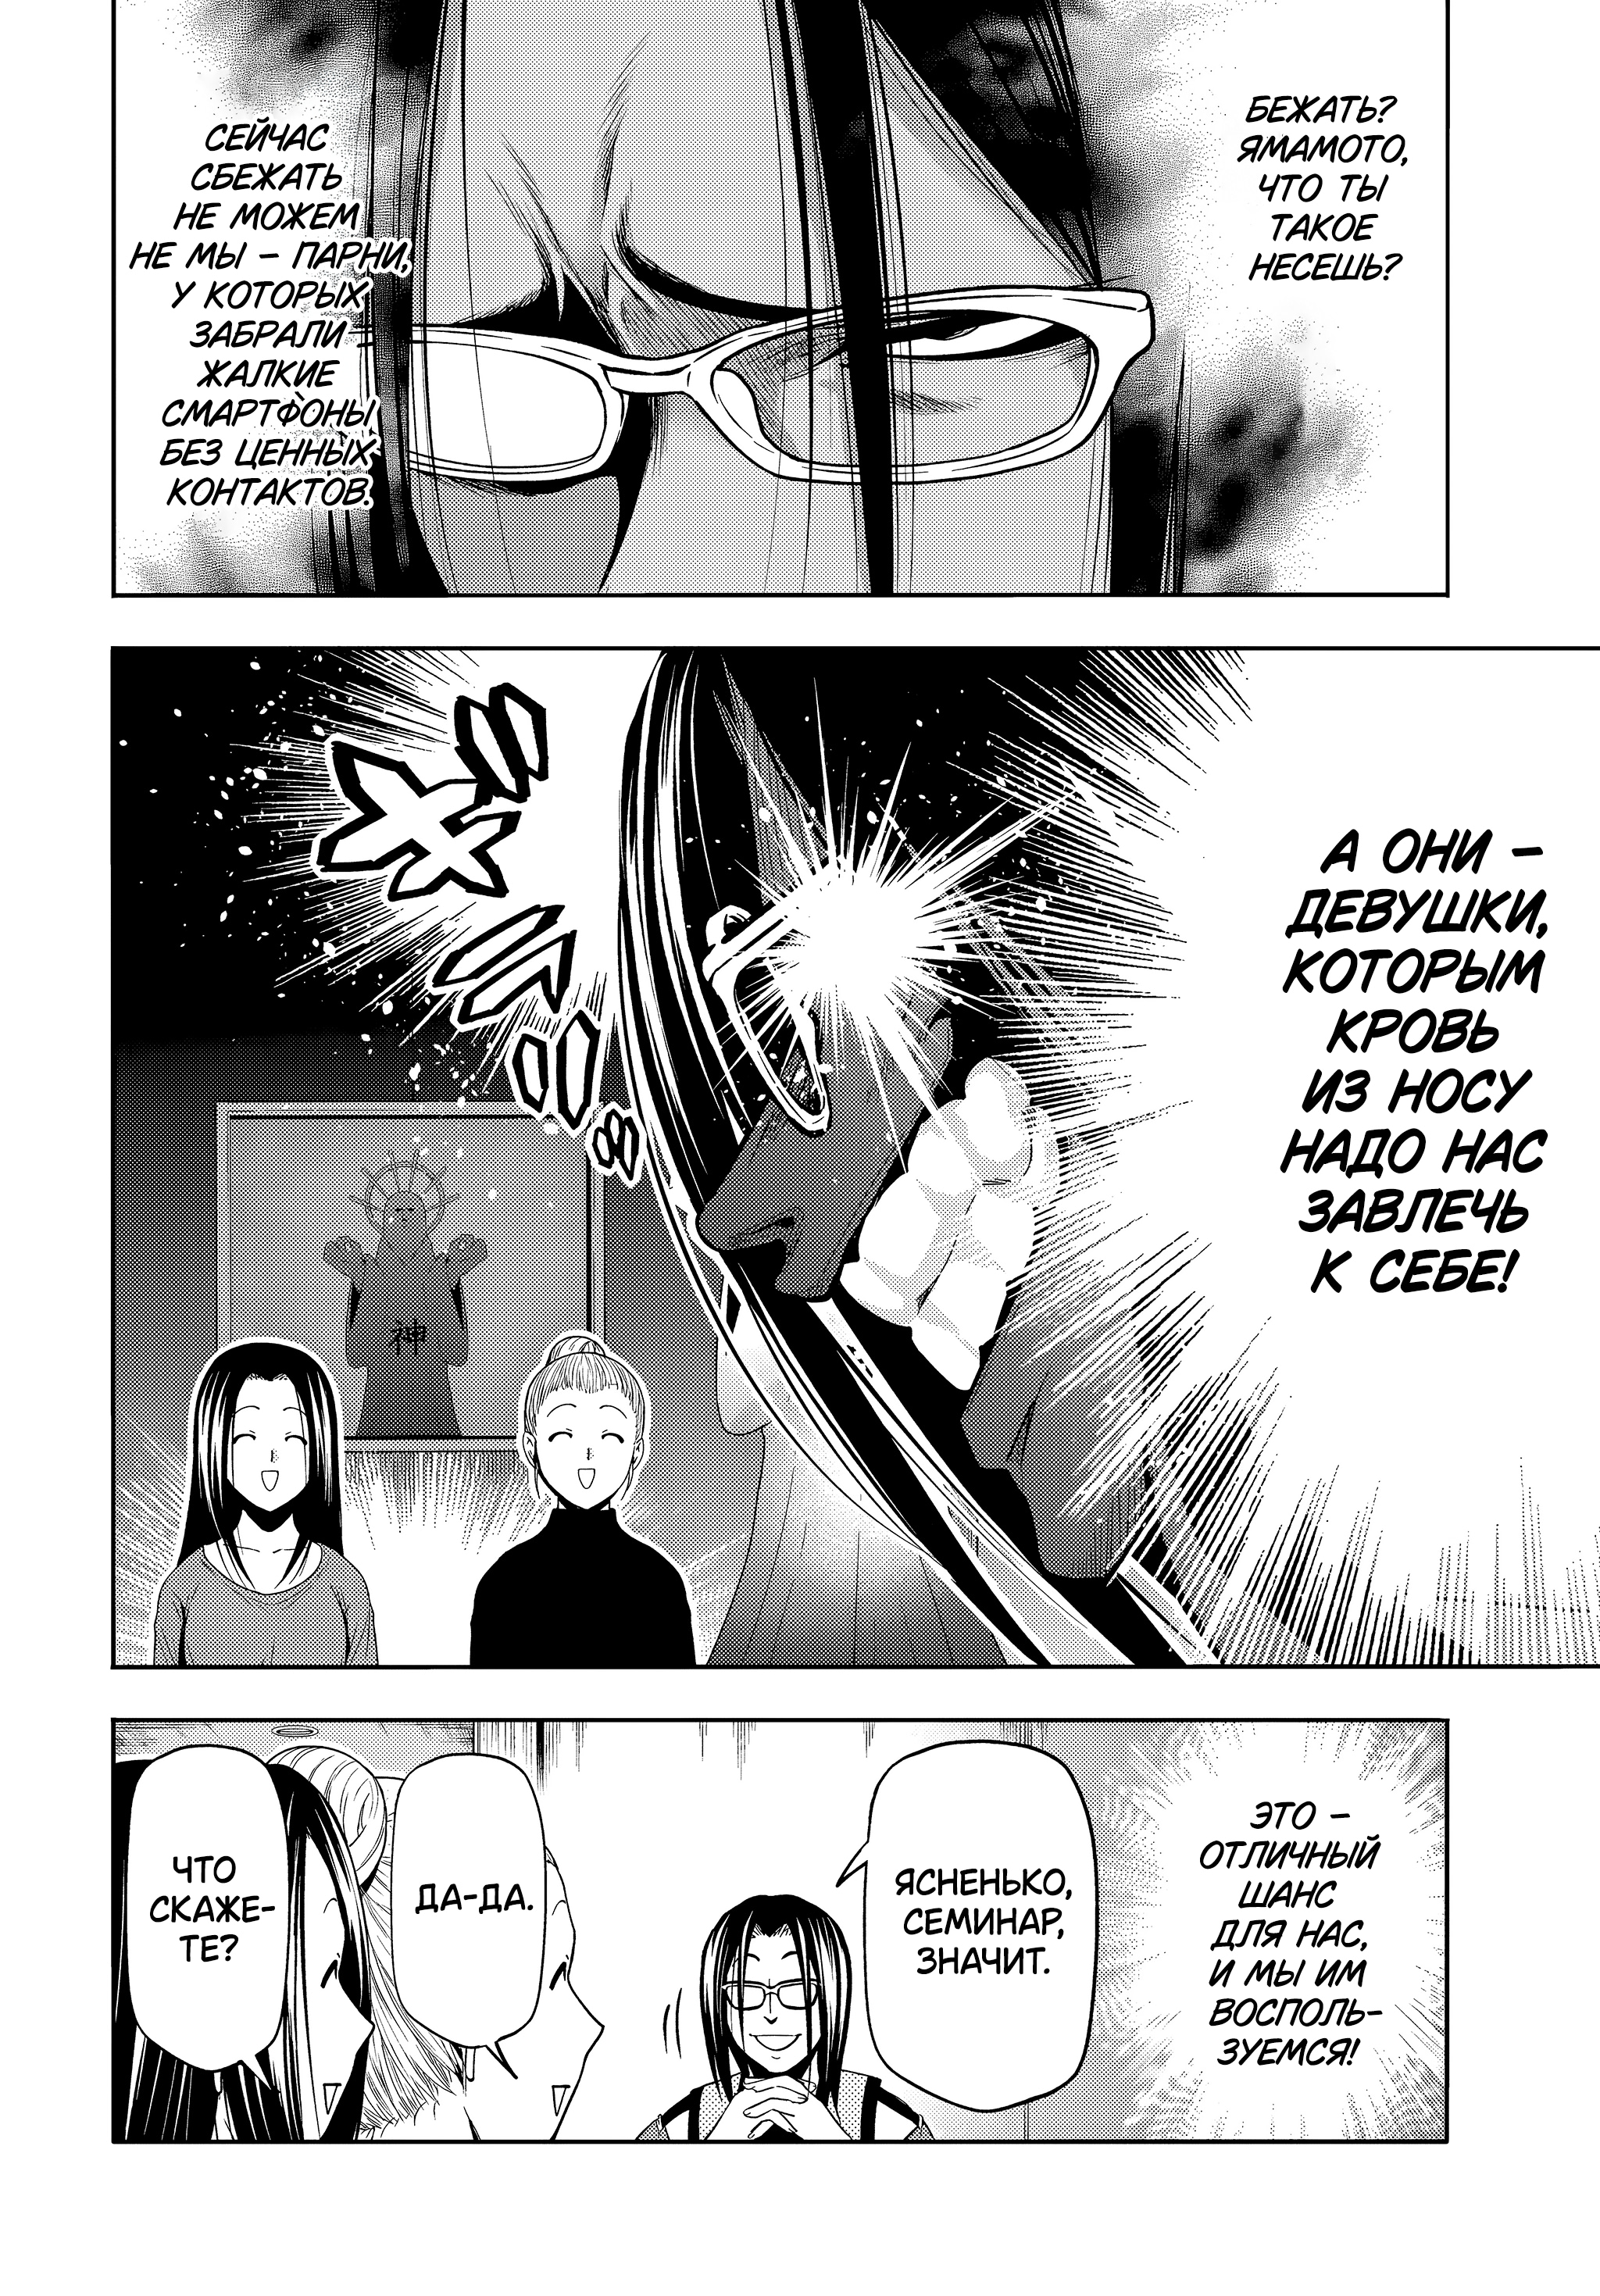 БЕЖАТЬ?
ЯМАМОТО,
ЧТО ТЫ
ТАКОЕ
НЕСЕШЬ?
СЕЙЧАС
СБЕЖАТЬ
НЕ МОЖЕМ
НЕ МЫ – ПАРНИ,
У КОТОРЫХ
ЗАБРАЛИ
ЖАЛКИЕ
СМАРТФОНЫ
БЕЗ ЦЕННЫХ
КОНТАКТОВ.
А ОНИ –
ДЕВУШКИ,
КОТОРЫМ
КРОВЬ
ИЗ НОСУ
НАДО НАС
ЗАВЛЕЧЬ
К СЕБЕ!
神
ЭТО –
ОТЛИЧНЫЙ
ШАНС
ДЛЯ НАС,
И МЫ ИМ
ВОСПОЛЬ-
ЗУЕМСЯ!
ЯСНЕНЬКО,
СЕМИНАР,
ЗНАЧИТ.
ДА-ДА.
ЧТО
СКАЖЕ-
ТЕ?